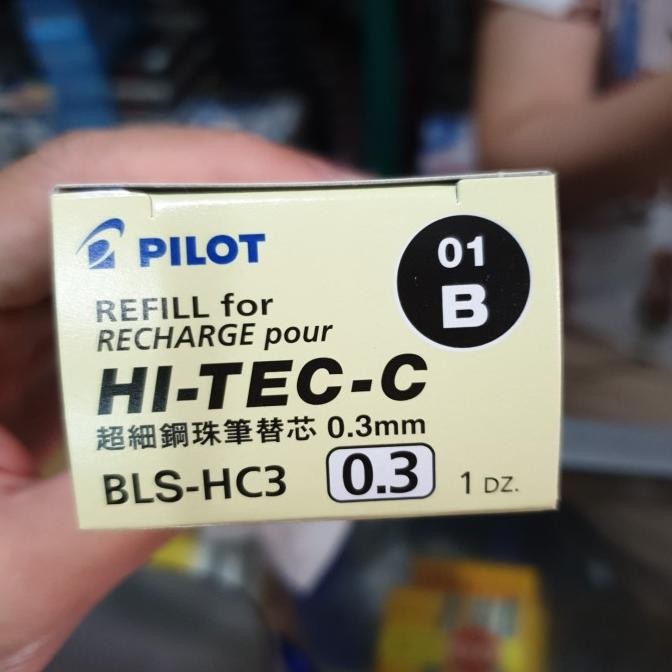 PILOT
01
B
REFILL for
RECHARGE pour
HI-TEC-C
超細鋼珠筆替芯 0.3mm
BLS-HC3 0.3 1 DZ.